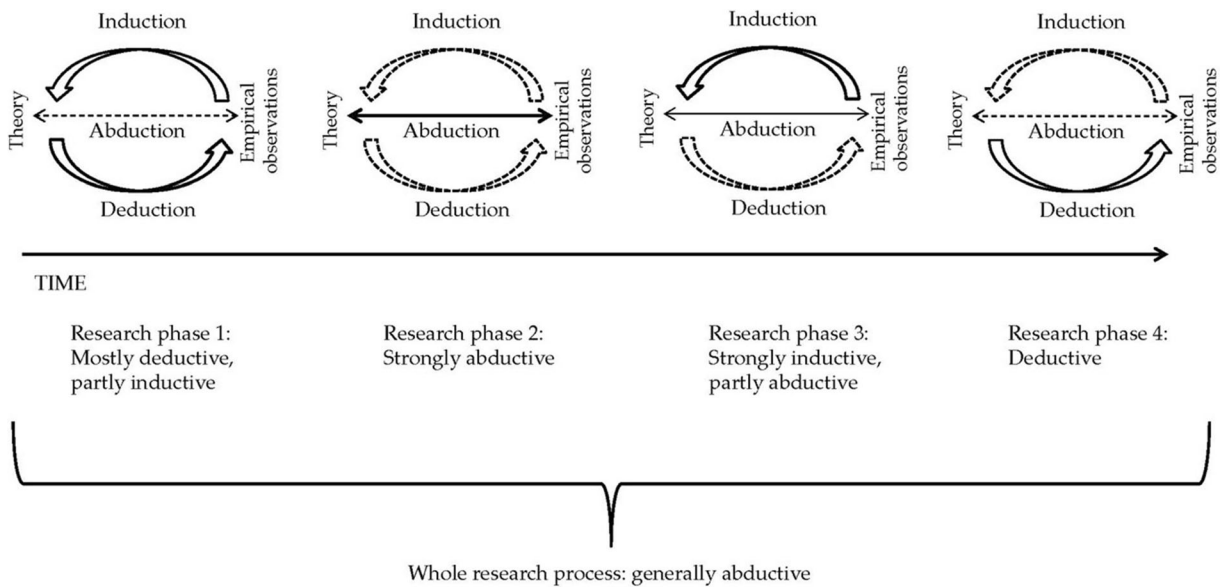 Induction
Theory
Abduction
Empirical
observations
Deduction
Induction
Theory
Abduction
Empirical
observations
Deduction
Induction
Theory
Abduction
Empirical
observations
Deduction
Induction
Theory
Abduction
Empirical
observations
Deduction
TIME
Research phase 1:
Mostly deductive,
partly inductive
Research phase 2:
Strongly abductive
Research phase 3:
Strongly inductive,
partly abductive
Research phase 4:
Deductive
Whole research process: generally abductive